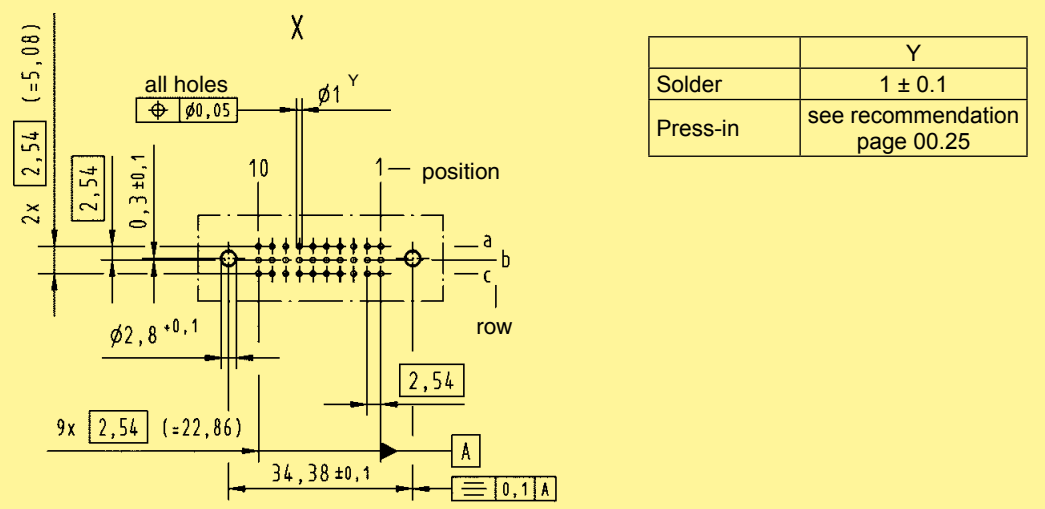 X
all holes
⌖ ⌀0,05
⌀1 Y
2x 2,54 (=5,08)
2,54
0,3 ±0,1
10
1
position
a
b
c
row
⌀2,8 +0,1
2,54
9x 2,54 (=22,86)
A
34,38 ±0,1
⌯ 0,1 A
Y
Solder 1 ± 0.1
Press-in see recommendation
page 00.25